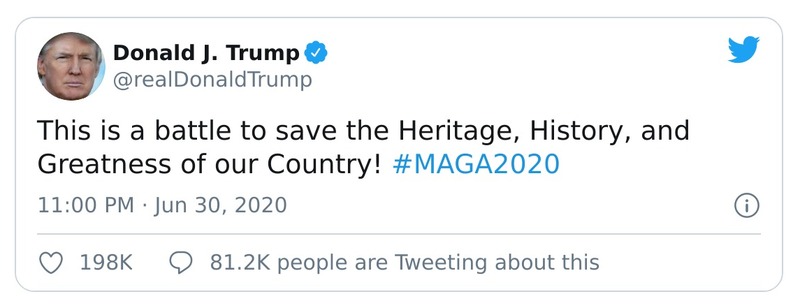 Donald J. Trump
@realDonaldTrump
This is a battle to save the Heritage, History, and
Greatness of our Country! #MAGA2020
11:00 PM · Jun 30, 2020
198K 81.2K people are Tweeting about this